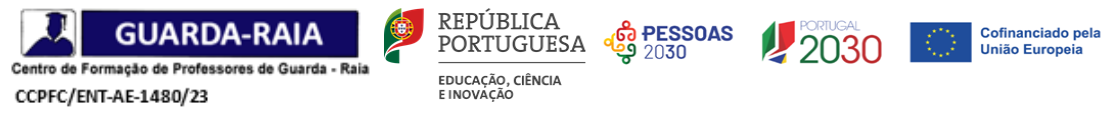 GUARDA-RAIA
Centro de Formação de Professores de Guarda - Raia
CCPFC/ENT-AE-1480/23
REPÚBLICA
PORTUGUESA
EDUCAÇÃO, CIÊNCIA
E INOVAÇÃO
PESSOAS
2030
PORTUGAL
2030
Cofinanciado pela
União Europeia